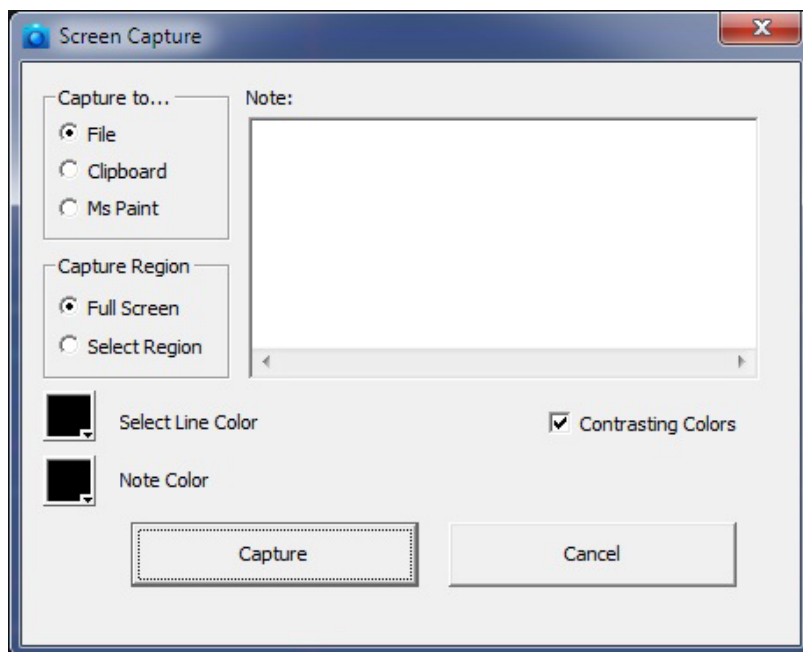 Screen Capture
Capture to...
File
Clipboard
Ms Paint
Note:
Capture Region
Full Screen
Select Region
Select Line Color
Contrasting Colors
Note Color
Capture
Cancel